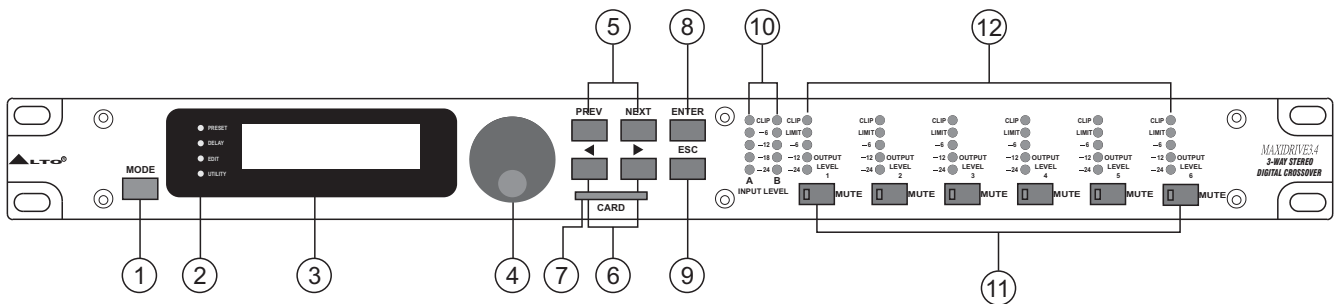 5 8 10 12
PREV NEXT ENTER
ESC
CARD
PRESET
DELAY
EDIT
UTILITY
ALTO®
MODE
CLIP
–6
–12
–18
–24
A B
INPUT LEVEL
CLIP
LIMIT
–6
–12
–24
OUTPUT
LEVEL
1
MUTE
CLIP
LIMIT
–6
–12
–24
OUTPUT
LEVEL
2
MUTE
CLIP
LIMIT
–6
–12
–24
OUTPUT
LEVEL
3
MUTE
CLIP
LIMIT
–6
–12
–24
OUTPUT
LEVEL
4
MUTE
CLIP
LIMIT
–6
–12
–24
OUTPUT
LEVEL
5
MUTE
CLIP
LIMIT
–6
–12
–24
OUTPUT
LEVEL
6
MUTE
MAXIDRIVE3.4
3-WAY STEREO
DIGITAL CROSSOVER
1 2 3 4 7 6 9 11